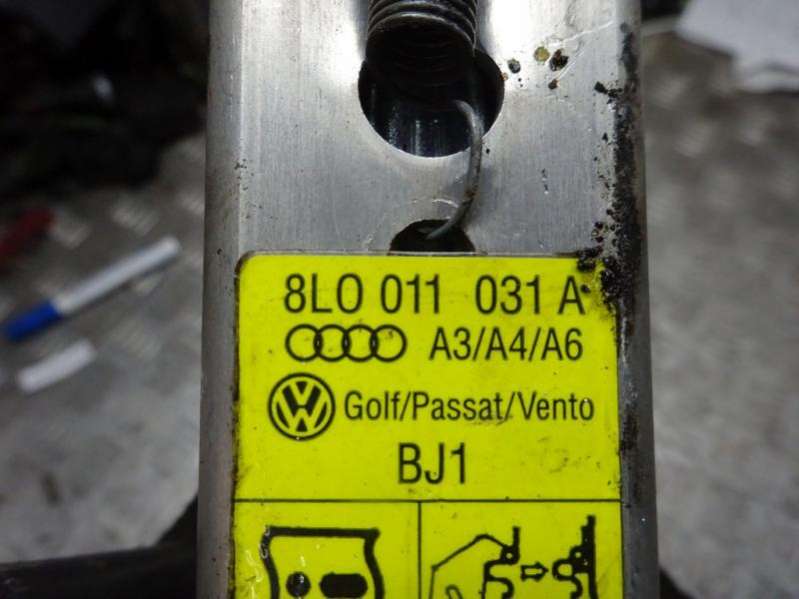 8L0 011 031 A
A3/A4/A6
Golf/Passat/Vento
BJ1